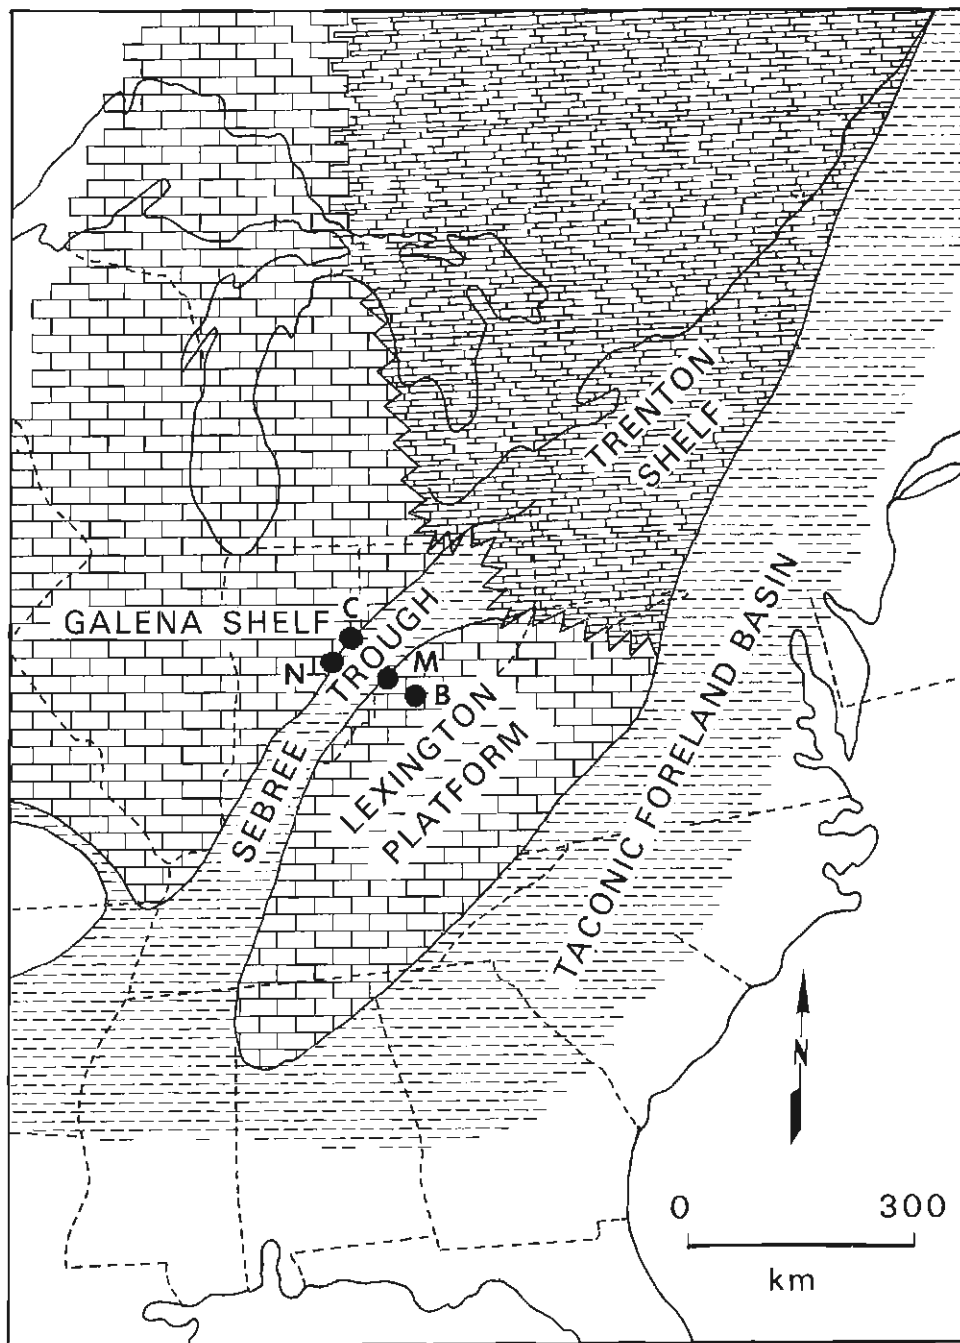 TRENTON
SHELF
GALENA SHELF
C
N
M
B
SEBREE TROUGH
LEXINGTON
PLATFORM
TACONIC FORELAND BASIN
N
0 300
km